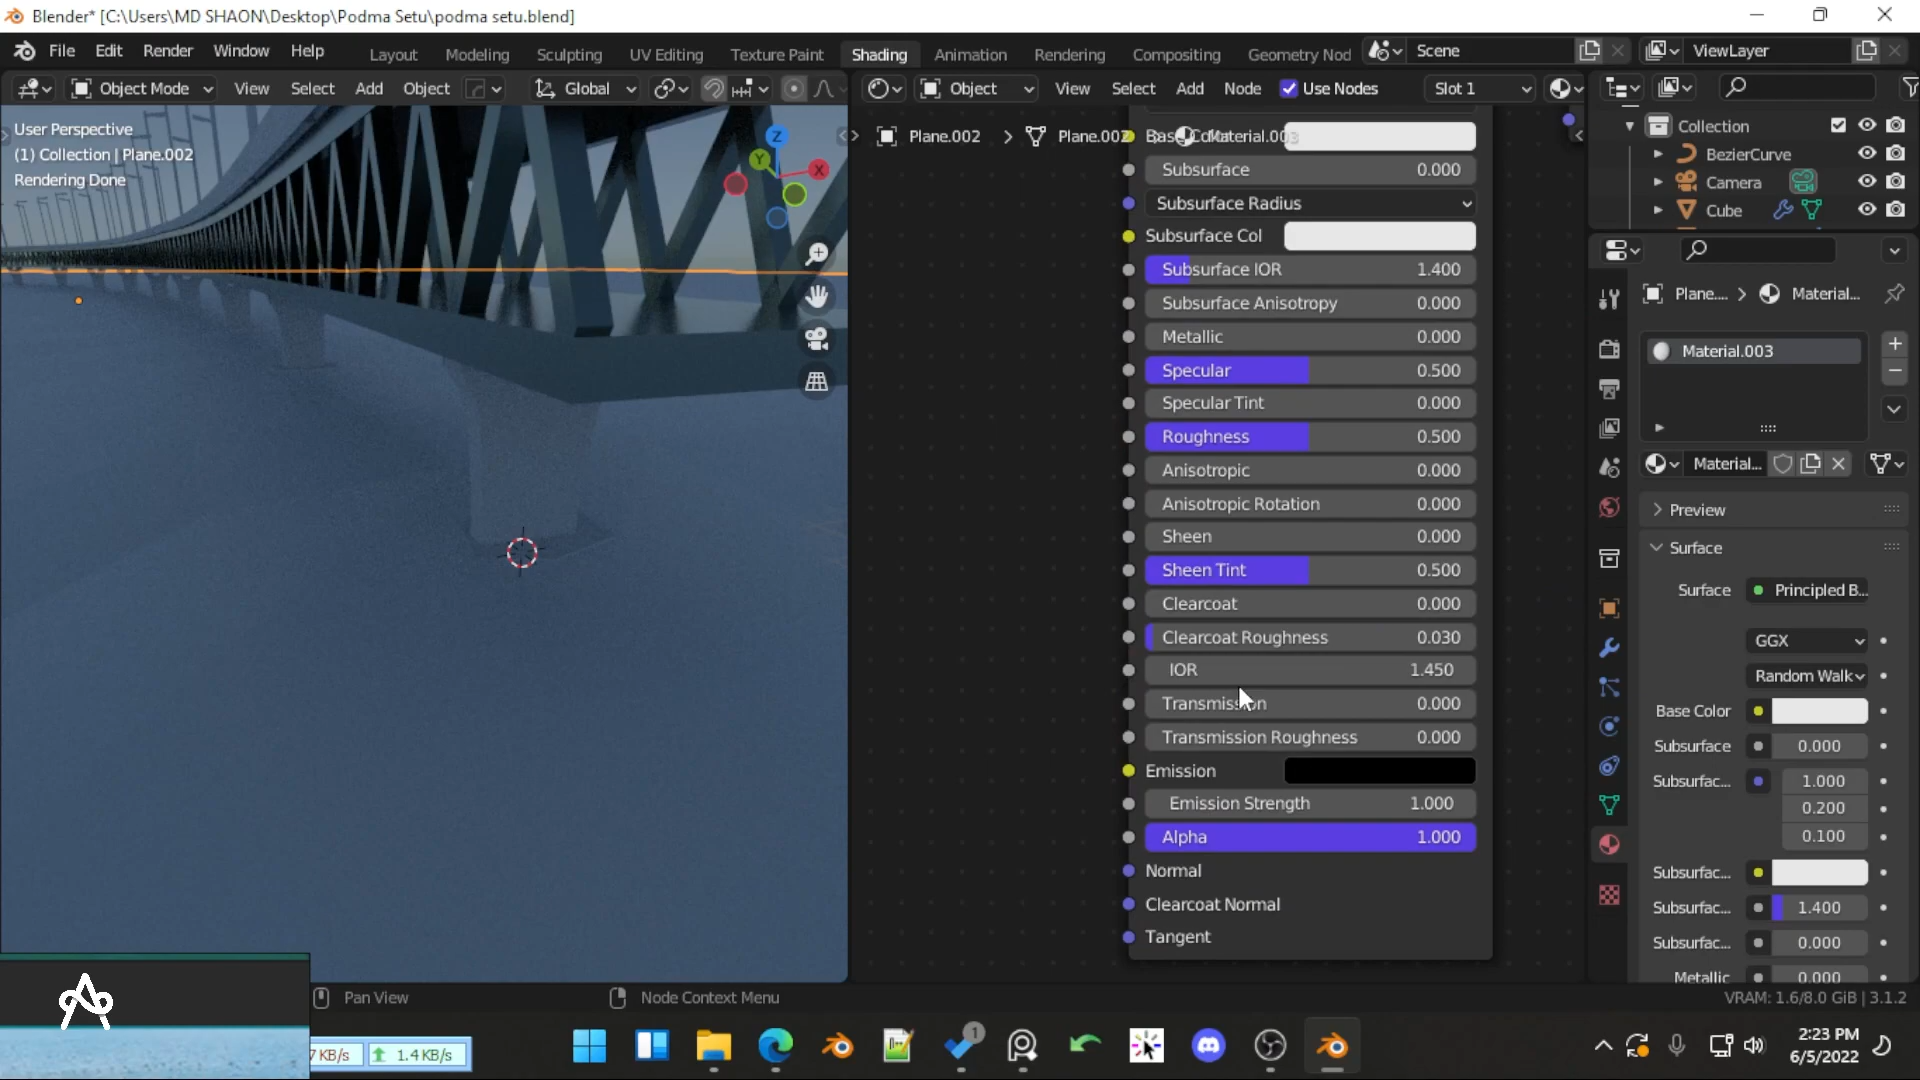 Blender* [C:\Users\MD SHAON\Desktop\Podma Setu\podma setu.blend]
File Edit Render Window Help Layout Modeling Sculpting UV Editing Texture Paint Shading Animation Rendering Compositing Geometry Nod Scene ViewLayer
Object Mode View Select Add Object Global Object View Select Add Node Use Nodes Slot 1
User Perspective
(1) Collection | Plane.002
Rendering Done
Z
Y
X
Plane.002 Plane.002 Material.003
Base Color
Subsurface 0.000
Subsurface Radius
Subsurface Col
Subsurface IOR 1.400
Subsurface Anisotropy 0.000
Metallic 0.000
Specular 0.500
Specular Tint 0.000
Roughness 0.500
Anisotropic 0.000
Anisotropic Rotation 0.000
Sheen 0.000
Sheen Tint 0.500
Clearcoat 0.000
Clearcoat Roughness 0.030
IOR 1.450
Transmission 0.000
Transmission Roughness 0.000
Emission
Emission Strength 1.000
Alpha 1.000
Normal
Clearcoat Normal
Tangent
Collection
BezierCurve
Camera
Cube
Plane.... Material...
Material.003
Material...
Preview
Surface
Surface Principled B...
GGX
Random Walk
Base Color
Subsurface 0.000
Subsurfac... 1.000
0.200
0.100
Subsurfac...
Subsurfac... 1.400
Subsurfac... 0.000
Metallic 0.000
Pan View Node Context Menu VRAM: 1.6/8.0 GiB | 3.1.2
7 KB/s 1.4 KB/s
1
2:23 PM
6/5/2022